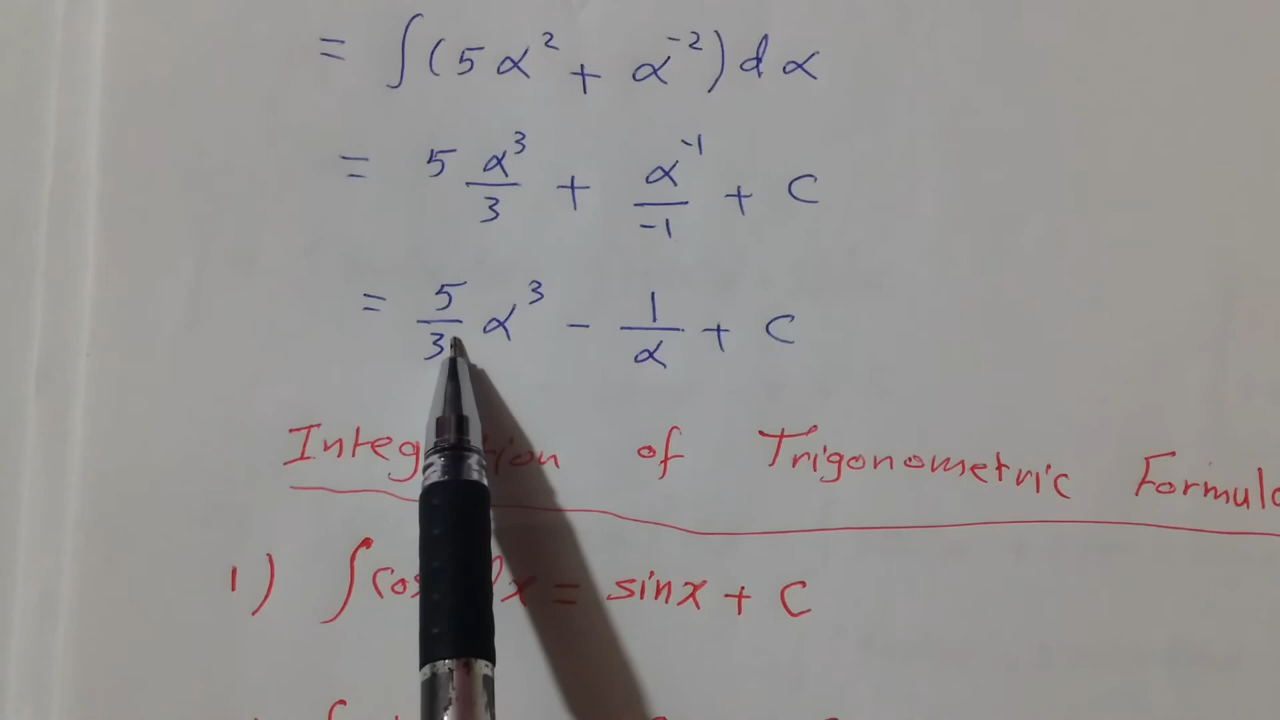 = ∫(5α² + α⁻²)dα
= 5 α³/3 + α⁻¹/-1 + C
= 5/3 α³ - 1/α + C
of Trigonometric
1) = sinx + C